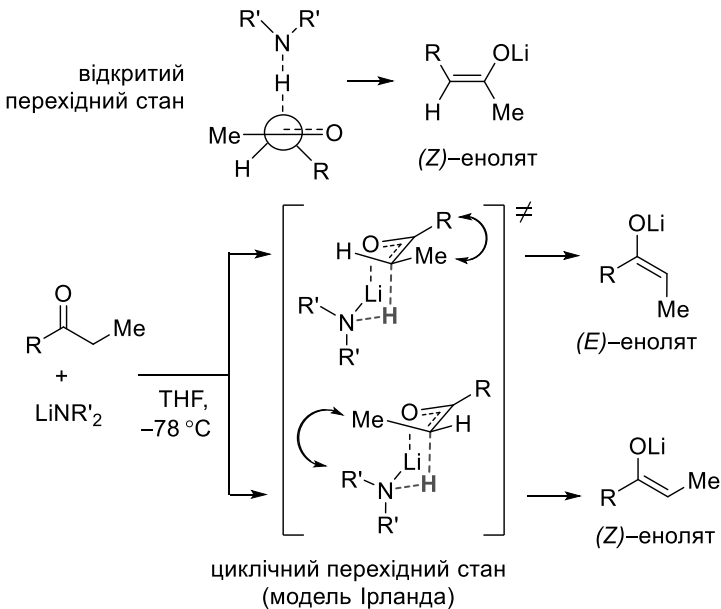 R' R'
N
H
Me O
H R
відкритий
перехідний стан
R OLi
H Me
(Z)–енолят
O
R Me
+
LiNR'₂
THF,
–78 °C
≠
R
H O Me
Li
R' N H
R'
OLi
R
Me
(E)–енолят
R
Me O H
Li
R' N H
R'
OLi
R Me
(Z)–енолят
циклічний перехідний стан
(модель Ірланда)